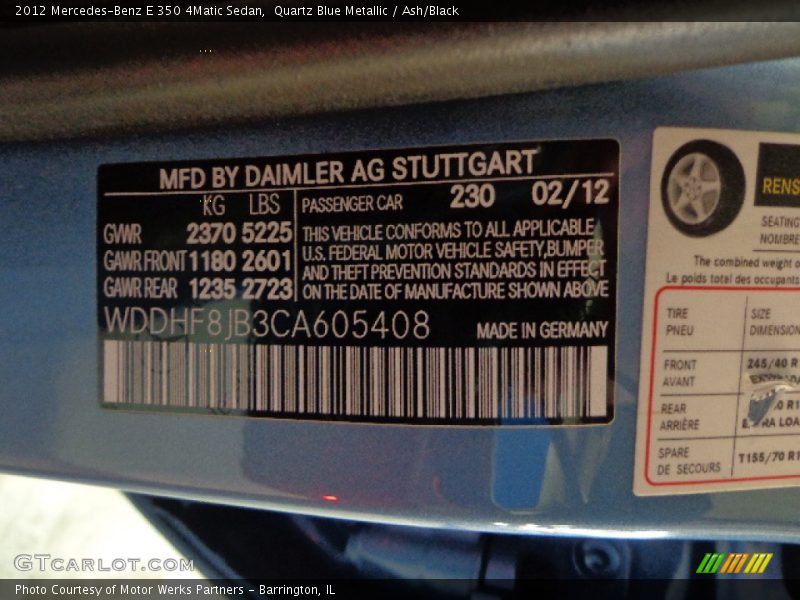 2012 Mercedes-Benz E 350 4Matic Sedan,  Quartz Blue Metallic / Ash/Black
MFD BY DAIMLER AG STUTTGART
KG LBS
GVWR 2370 5225
GAWR FRONT 1180 2601
GAWR REAR 1235 2723
PASSENGER CAR 230 02/12
THIS VEHICLE CONFORMS TO ALL APPLICABLE
U.S. FEDERAL MOTOR VEHICLE SAFETY,BUMPER
AND THEFT PREVENTION STANDARDS IN EFFECT
ON THE DATE OF MANUFACTURE SHOWN ABOVE
WDDHF8JB3CA605408 MADE IN GERMANY
SEATING
NOMBRE
The combined weight
Le poids total des occupants
TIRE SIZE
PNEU DIMENSION
FRONT 245/40 R
AVANT
REAR
ARRIÈRE
SPARE T155/70 R1
DE SECOURS
GTcarlot.com
Photo Courtesy of Motor Werks Partners - Barrington, IL